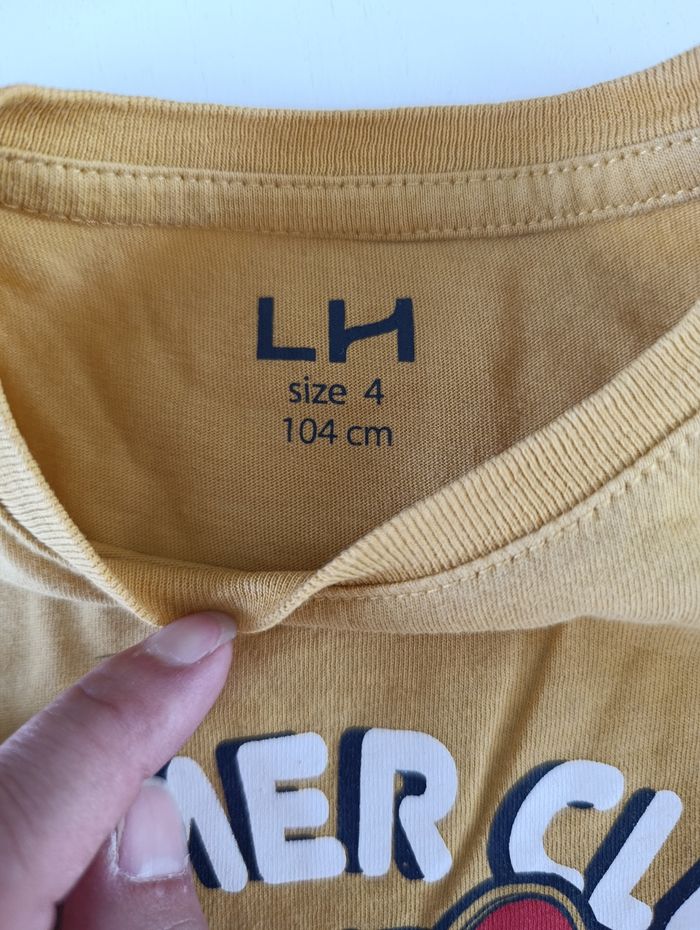 LH
size 4
104 cm
MER CL